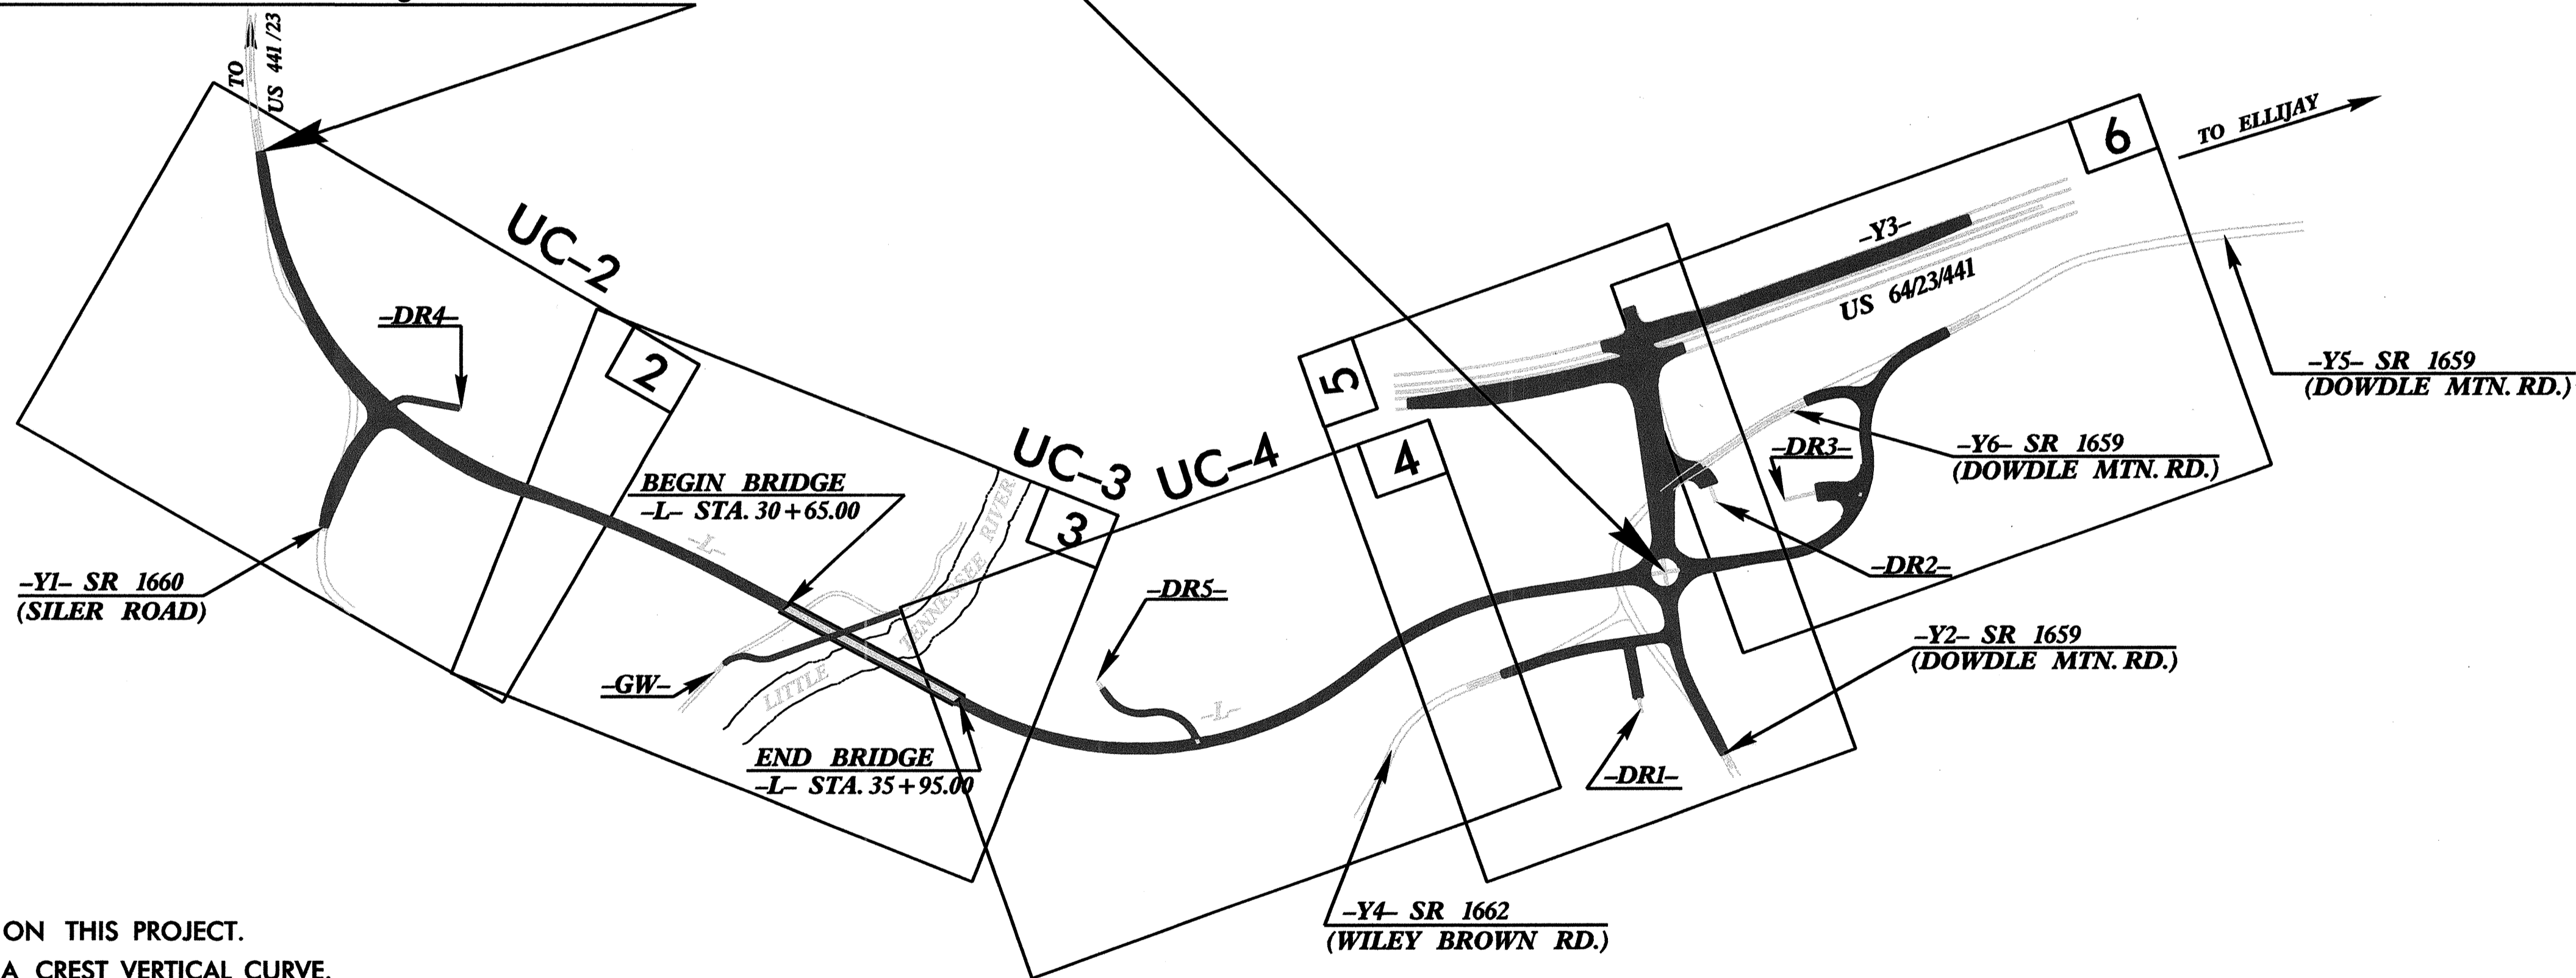 TO
US 441/23
UC-2
-DR4-
2
BEGIN BRIDGE
-L- STA. 30+65.00
-L-
UC-3
3
UC-4
LITTLE TENNESSEE RIVER
-Y1- SR 1660
(SILER ROAD)
-GW-
END BRIDGE
-L- STA. 35+95.00
-DR5-
-L-
5
4
6
TO ELLIJAY
-Y3-
US 64/23/441
-Y5- SR 1659
(DOWDLE MTN. RD.)
-Y6- SR 1659
(DOWDLE MTN. RD.)
-DR3-
-DR2-
-Y2- SR 1659
(DOWDLE MTN. RD.)
-DR1-
-Y4- SR 1662
(WILEY BROWN RD.)
ON THIS PROJECT.
A CREST VERTICAL CURVE.